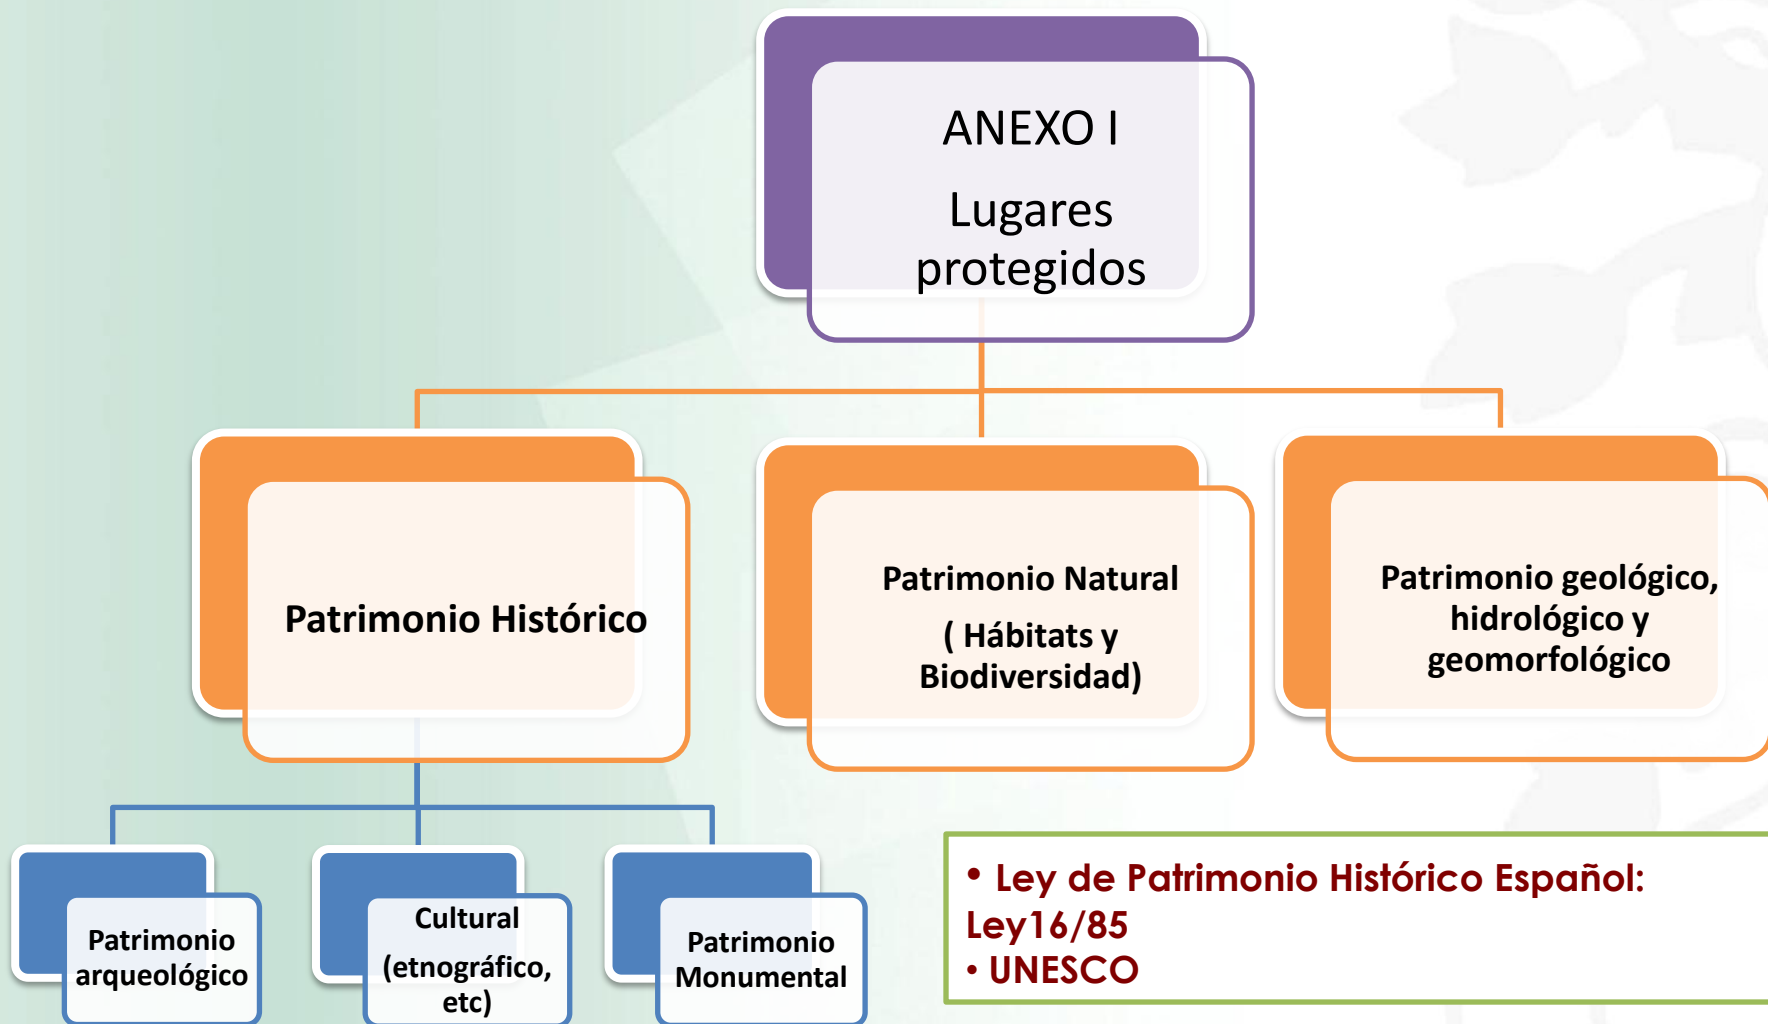 ANEXO I
Lugares
protegidos
Patrimonio Histórico
Patrimonio Natural
( Hábitats y
Biodiversidad)
Patrimonio geológico,
hidrológico y
geomorfológico
Patrimonio
arqueológico
Cultural
(etnográfico,
etc)
Patrimonio
Monumental
• Ley de Patrimonio Histórico Español:
Ley16/85
• UNESCO